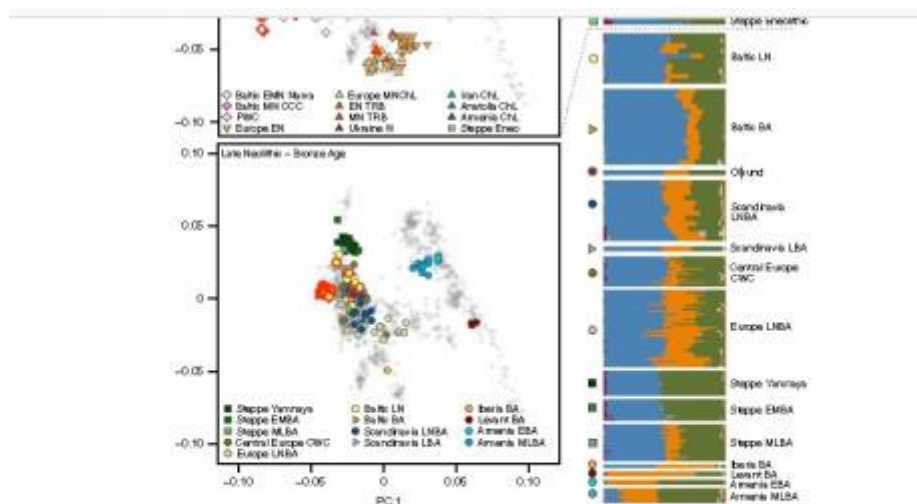 Steppe Eneolithic
−0.05
Baltic LN
Baltic EMN Narva
Europe MNChL
Iran ChL
Baltic MN CCC
EN TRB
Anatolia ChL
PWC
MN TRB
Armenia ChL
−0.10
Europe EN
Ukraine N
Steppe Eneo
Baltic BA
0.10
Late Neolithic – Bronze Age
Scandinavia
LNBA
0.05
Scandinavia LBA
Central Europe
CWC
0
Europe LNBA
−0.05
Steppe Yamnaya
Steppe Yamnaya
Baltic LN
Iberia BA
Steppe EMBA
Steppe EMBA
Baltic BA
Levant BA
Steppe MLBA
Scandinavia LNBA
Armenia EBA
−0.10
Central Europe CWC
Scandinavia LBA
Armenia MLBA
Steppe MLBA
Europe LNBA
Iberia BA
Levant BA
Armenia EBA
Armenia MLBA
−0.10
−0.05
0
0.05
0.10
PC 1